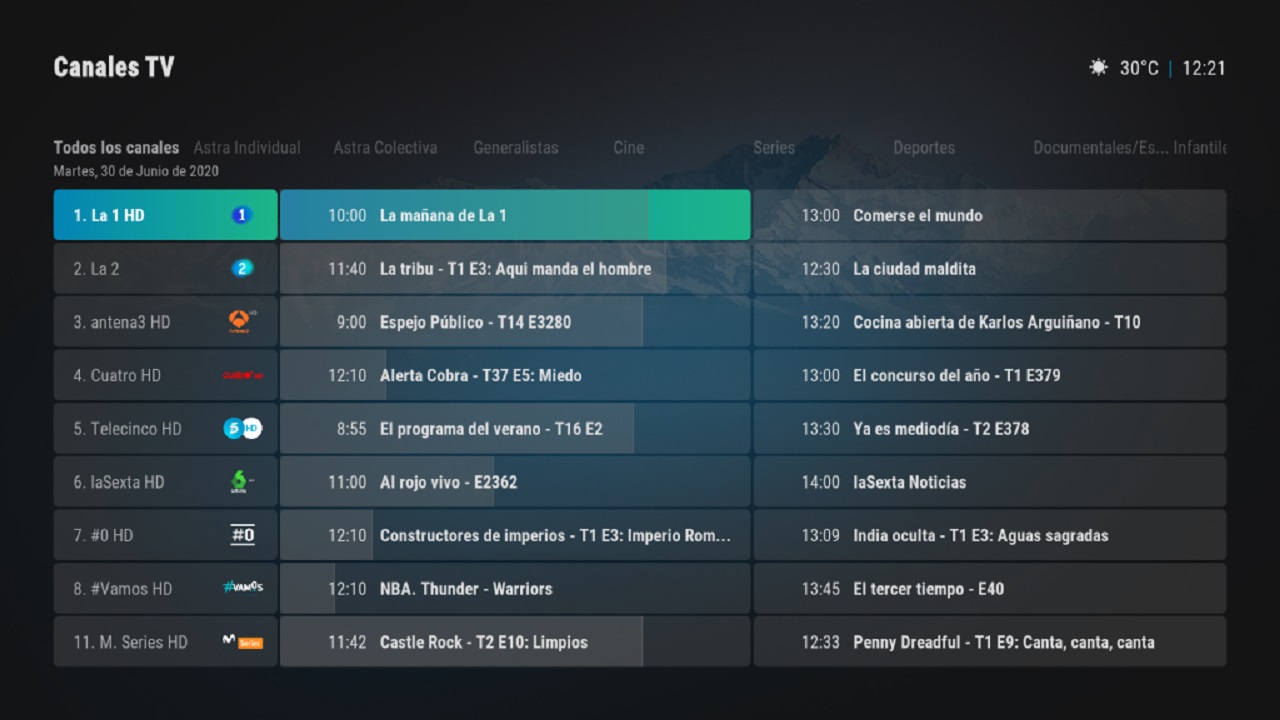 Canales TV
30°C | 12:21
Todos los canales Astra Individual Astra Colectiva Generalistas Cine Series Deportes Documentales/Es... Infantile
Martes, 30 de Junio de 2020
1. La 1 HD 1 10:00 La mañana de La 1 13:00 Comerse el mundo
2. La 2 2 11:40 La tribu - T1 E3: Aqui manda el hombre 12:30 La ciudad maldita
3. antena3 HD 9:00 Espejo Público - T14 E3280 13:20 Cocina abierta de Karlos Arguiñano - T10
4. Cuatro HD 12:10 Alerta Cobra - T37 E5: Miedo 13:00 El concurso del año - T1 E379
5. Telecinco HD 5 HD 8:55 El programa del verano - T16 E2 13:30 Ya es mediodía - T2 E378
6. laSexta HD 6 11:00 Al rojo vivo - E2362 14:00 laSexta Noticias
7. #0 HD #0 12:10 Constructores de imperios - T1 E3: Imperio Rom... 13:09 India oculta - T1 E3: Aguas sagradas
8. #Vamos HD #VAMOS 12:10 NBA. Thunder - Warriors 13:45 El tercer tiempo - E40
11. M. Series HD M Series 11:42 Castle Rock - T2 E10: Limpios 12:33 Penny Dreadful - T1 E9: Canta, canta, canta